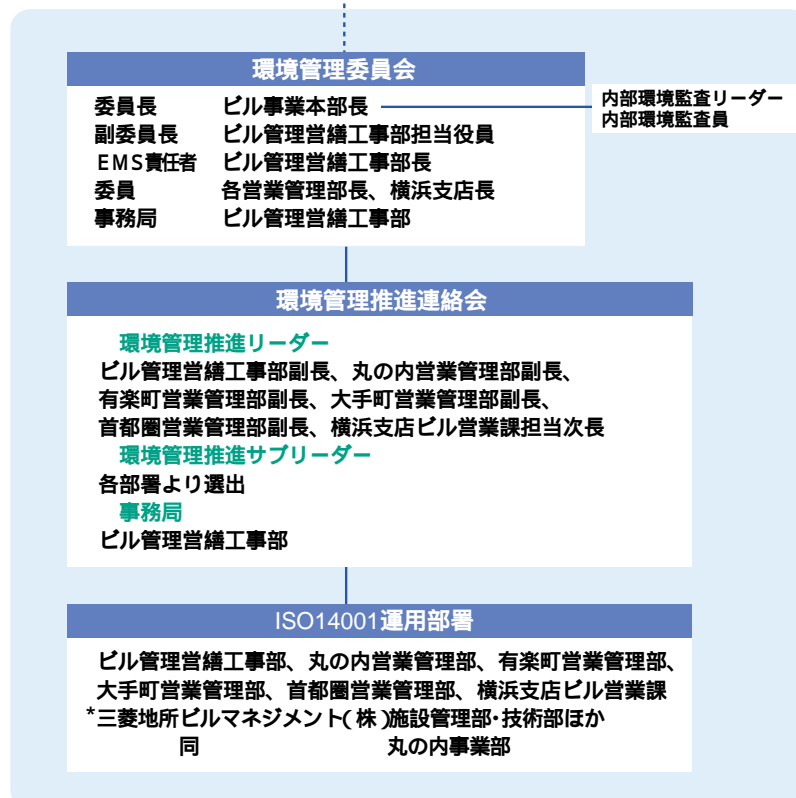 環境管理委員会
委員長 ビル事業本部長
副委員長 ビル管理営繕工事部担当役員
EMS責任者 ビル管理営繕工事部長
委員 各営業管理部長、横浜支店長
事務局 ビル管理営繕工事部
内部環境監査リーダー
内部環境監査員
環境管理推進連絡会
環境管理推進リーダー
ビル管理営繕工事部副長、丸の内営業管理部副長、
有楽町営業管理部副長、大手町営業管理部副長、
首都圏営業管理部副長、横浜支店ビル営業課担当次長
環境管理推進サブリーダー
各部署より選出
事務局
ビル管理営繕工事部
ISO14001運用部署
ビル管理営繕工事部、丸の内営業管理部、有楽町営業管理部、
大手町営業管理部、首都圏営業管理部、横浜支店ビル営業課
*三菱地所ビルマネジメント(株)施設管理部・技術部ほか
同 丸の内事業部